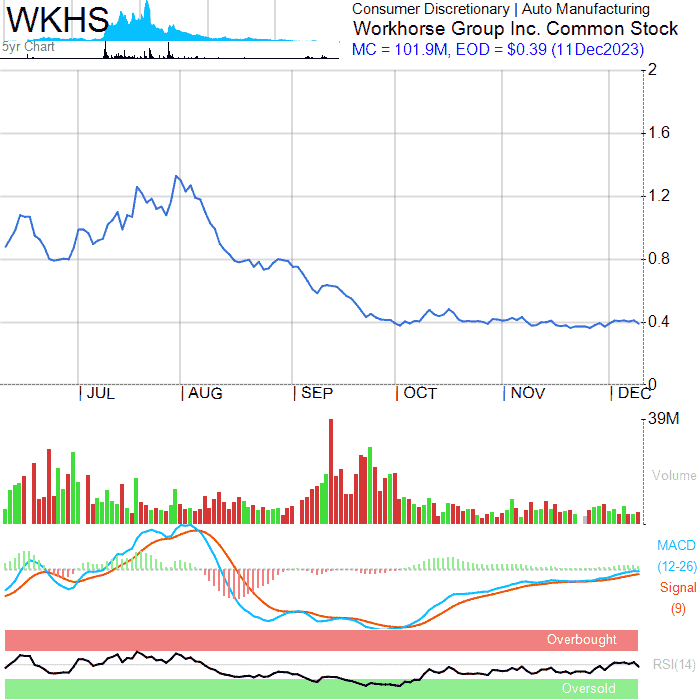 WKHS
5yr Chart
Consumer Discretionary | Auto Manufacturing
Workhorse Group Inc. Common Stock
MC = 101.9M, EOD = $0.39 (11Dec2023)
2
1.6
1.2
0.8
0.4
0
JUL AUG SEP OCT NOV DEC
39M
Volume
MACD
(12-26)
Signal
(9)
Overbought
RSI(14)
Oversold